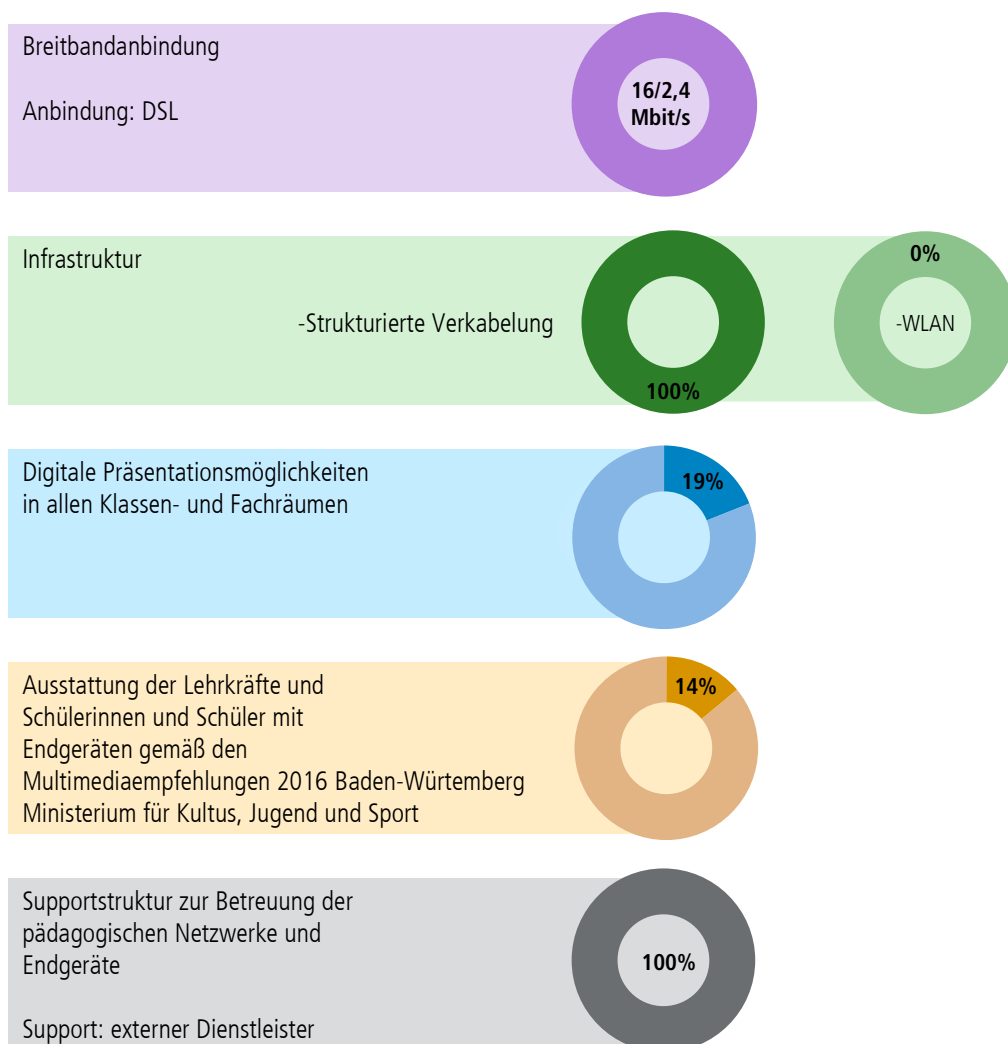 Breitbandanbindung
Anbindung: DSL
16/2,4
Mbit/s
Infrastruktur
-Strukturierte Verkabelung
100%
0%
-WLAN
Digitale Präsentationsmöglichkeiten
in allen Klassen- und Fachräumen
19%
Ausstattung der Lehrkräfte und
Schülerinnen und Schüler mit
Endgeräten gemäß den
Multimediaempfehlungen 2016 Baden-Würtemberg
Ministerium für Kultus, Jugend und Sport
14%
Supportstruktur zur Betreuung der
pädagogischen Netzwerke und
Endgeräte
Support: externer Dienstleister
100%